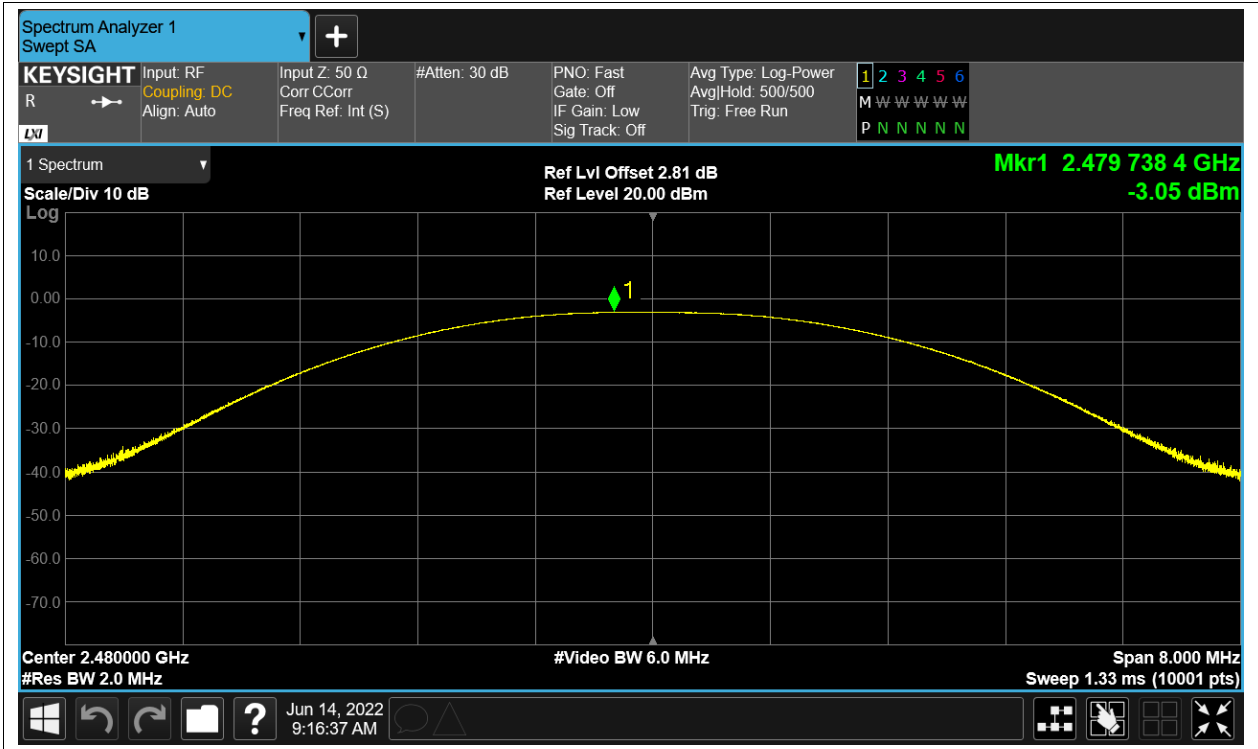 Spectrum Analyzer 1
Swept SA
KEYSIGHT
R
LXI
Input: RF
Coupling: DC
Align: Auto
Input Z: 50 Ω
Corr CCorr
Freq Ref: Int (S)
#Atten: 30 dB
PNO: Fast
Gate: Off
IF Gain: Low
Sig Track: Off
Avg Type: Log-Power
Avg|Hold: 500/500
Trig: Free Run
1 2 3 4 5 6
M W W W W W
P N N N N N
1 Spectrum
Scale/Div 10 dB
Log
Ref Lvl Offset 2.81 dB
Ref Level 20.00 dBm
Mkr1 2.479 738 4 GHz
-3.05 dBm
1
10.0
0.00
-10.0
-20.0
-30.0
-40.0
-50.0
-60.0
-70.0
Center 2.480000 GHz
#Video BW 6.0 MHz
Span 8.000 MHz
#Res BW 2.0 MHz
Sweep 1.33 ms (10001 pts)
?
Jun 14, 2022
9:16:37 AM